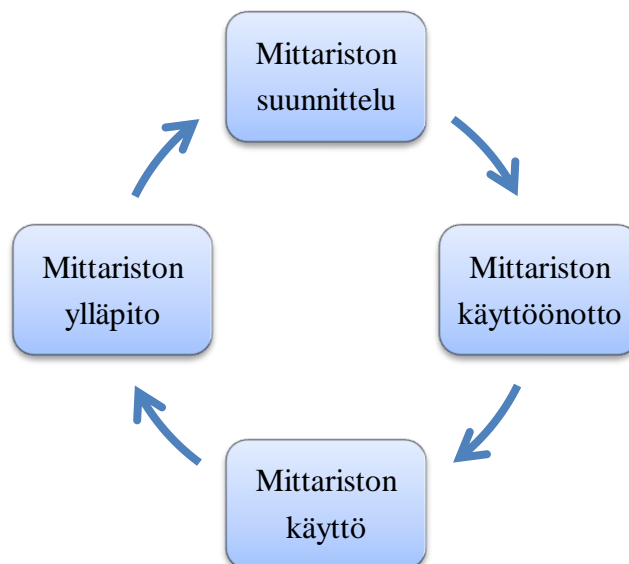 Mittariston
suunnittelu
Mittariston
käyttöönotto
Mittariston
käyttö
Mittariston
ylläpito